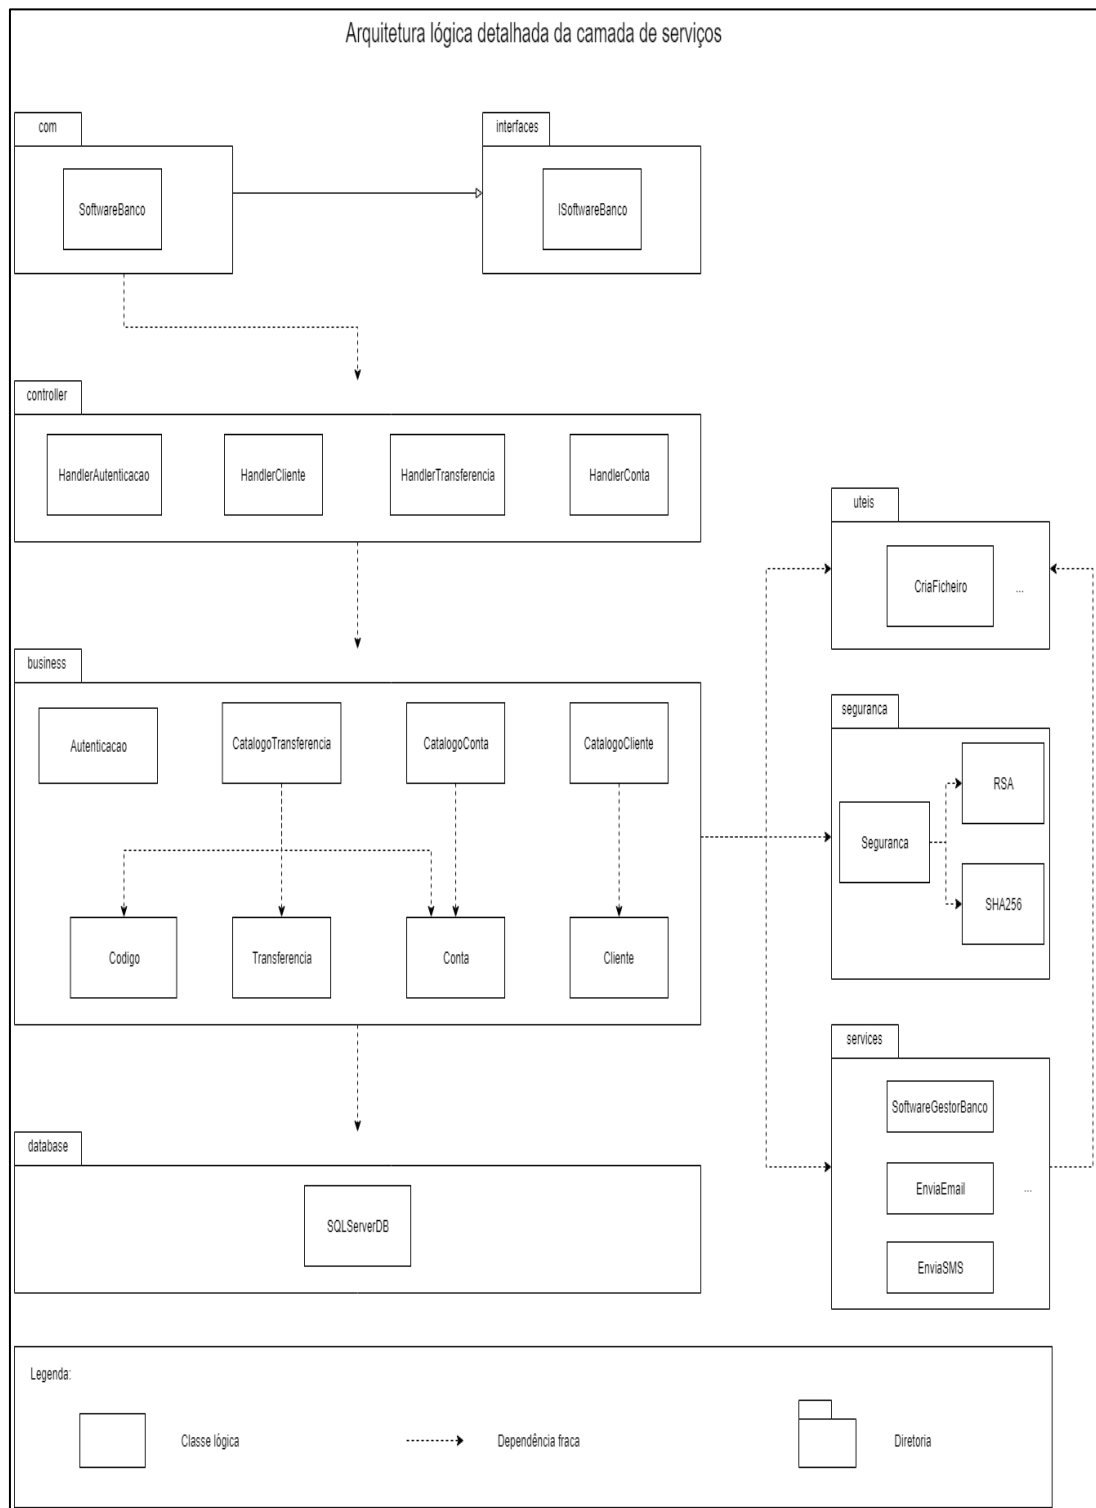 Arquitetura lógica detalhada da camada de serviços
com
interfaces
SoftwareBanco
ISoftwareBanco
controller
HandlerAutenticacao
HandlerCliente
HandlerTransferencia
HandlerConta
uteis
CriaFicheiro
...
business
Autenticacao
CatalogoTransferencia
CatalogoConta
CatalogoCliente
Codigo
Transferencia
Conta
Cliente
seguranca
RSA
Seguranca
SHA256
services
SoftwareGestorBanco
EnviaEmail
...
EnviaSMS
database
SQLServerDB
Legenda:
Classe lógica
Dependência fraca
Diretoria